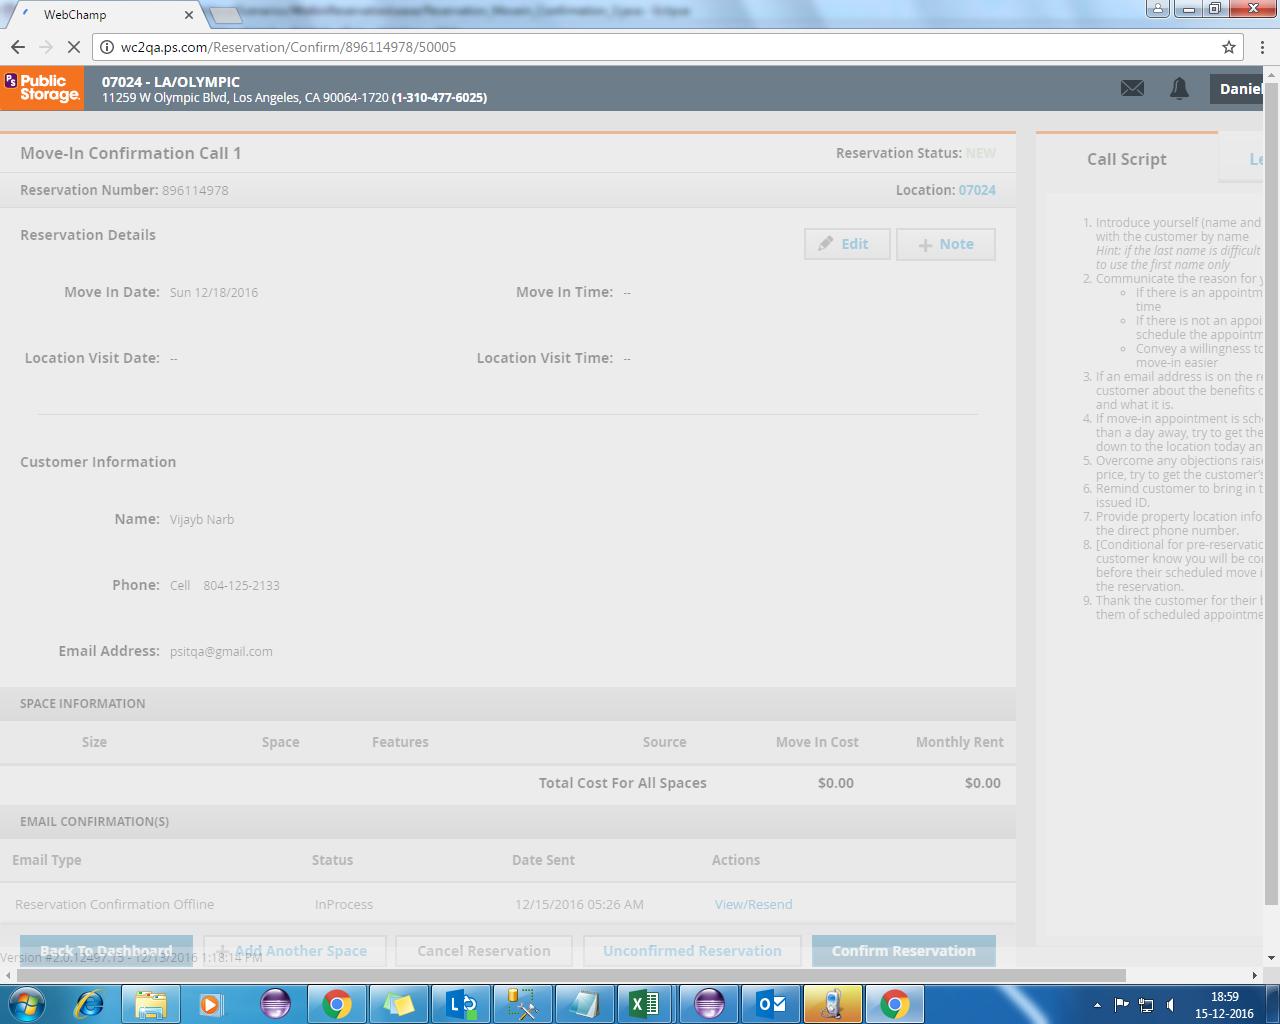 WebChamp
wc2qa.ps.com/Reservation/Confirm/896114978/50005
PS Public Storage
07024 - LA/OLYMPIC
11259 W Olympic Blvd, Los Angeles, CA 90064-1720 (1-310-477-6025)
Daniel
Move-In Confirmation Call 1
Reservation Status: NEW
Reservation Number: 896114978
Location: 07024
Reservation Details
Edit
Note
Move In Date: Sun 12/18/2016
Move In Time: --
Location Visit Date: --
Location Visit Time: --
Customer Information
Name: Vijayb Narb
Phone: Cell 804-125-2133
Email Address: psitqa@gmail.com
SPACE INFORMATION
Size Space Features Source Move In Cost Monthly Rent
Total Cost For All Spaces $0.00 $0.00
EMAIL CONFIRMATION(S)
Email Type Status Date Sent Actions
Reservation Confirmation Offline InProcess 12/15/2016 05:26 AM View/Resend
Back To Dashboard
Add Another Space
Cancel Reservation
Unconfirmed Reservation
Confirm Reservation
Version #2.0.12497.15 - 12/13/2016 1:18:14 PM
Call Script
Le
1. Introduce yourself (name and
with the customer by name
Hint: if the last name is difficult
to use the first name only
2. Communicate the reason for y
If there is an appointm
time
If there is not an appoi
schedule the appointm
Convey a willingness to
move-in easier
3. If an email address is on the re
customer about the benefits o
and what it is.
4. If move-in appointment is sche
than a day away, try to get the
down to the location today an
5. Overcome any objections raise
price, try to get the customer's
6. Remind customer to bring in t
issued ID.
7. Provide property location info
the direct phone number.
8. [Conditional for pre-reservatio
customer know you will be co
before their scheduled move i
the reservation.
9. Thank the customer for their b
them of scheduled appointme
18:59
15-12-2016